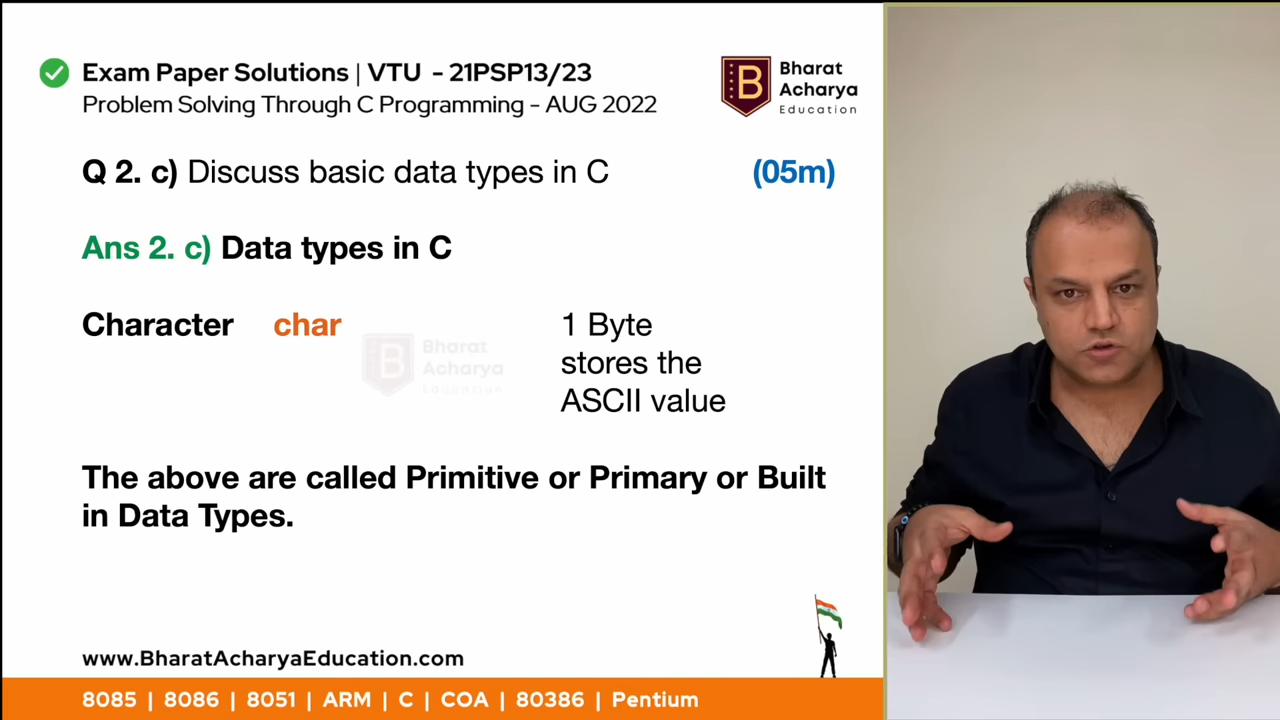 Exam Paper Solutions | VTU - 21PSP13/23
Problem Solving Through C Programming - AUG 2022
B
Bharat
Acharya
Education
Q 2. c) Discuss basic data types in C (05m)
Ans 2. c) Data types in C
Character char 1 Byte
stores the
ASCII value
B
Bharat
Acharya
Education
The above are called Primitive or Primary or Built
in Data Types.
www.BharatAcharyaEducation.com
8085 | 8086 | 8051 | ARM | C | COA | 80386 | Pentium